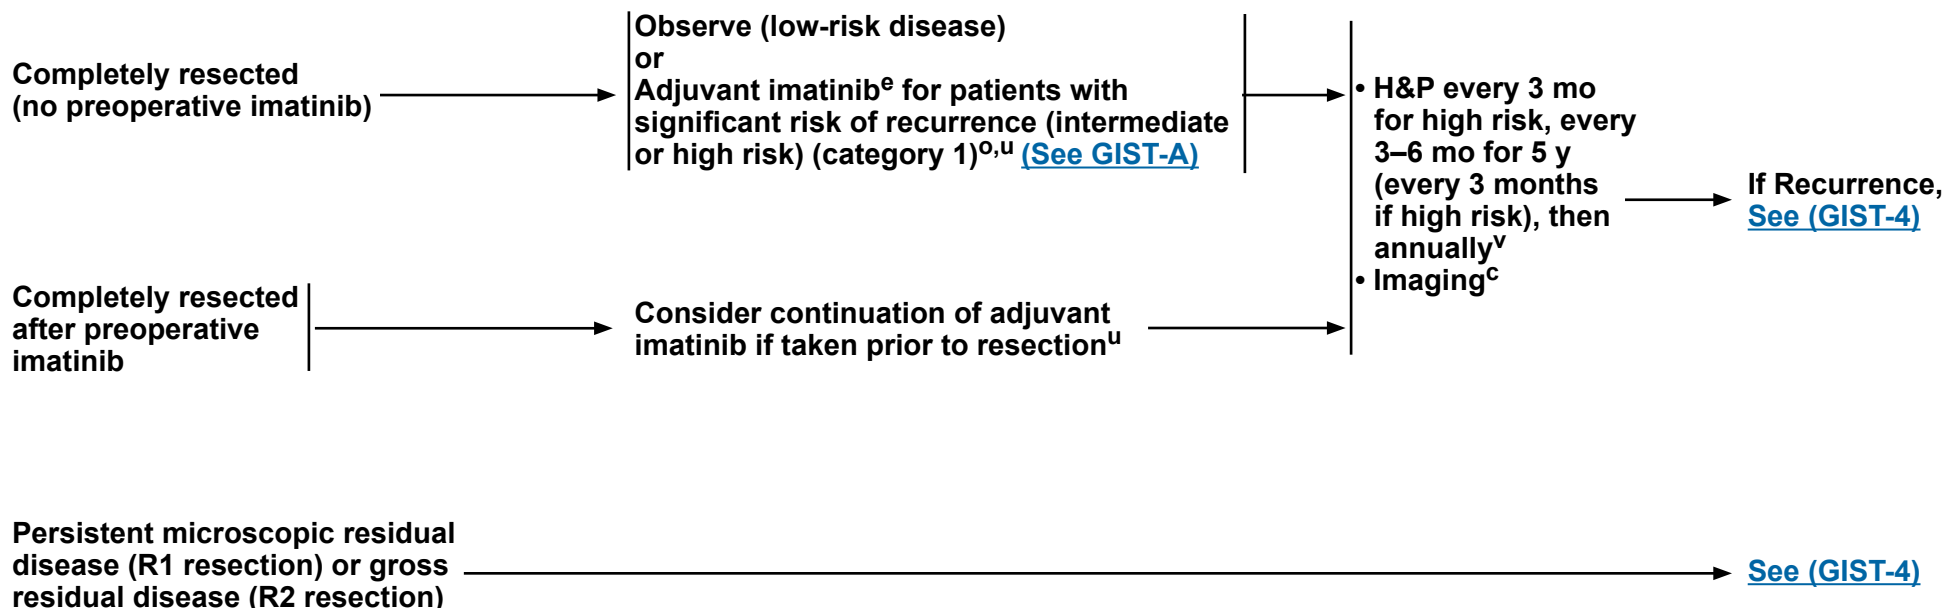 Completely resected
(no preoperative imatinib)
Observe (low-risk disease)
or
Adjuvant imatinibᵉ for patients with
significant risk of recurrence (intermediate
or high risk) (category 1)ᵒ,ᵘ (See GIST-A)
• H&P every 3 mo
for high risk, every
3–6 mo for 5 y
(every 3 months
if high risk), then
annuallyᵛ
• Imagingᶜ
If Recurrence,
See (GIST-4)
Completely resected
after preoperative
imatinib
Consider continuation of adjuvant
imatinib if taken prior to resectionᵘ
Persistent microscopic residual
disease (R1 resection) or gross
residual disease (R2 resection)
See (GIST-4)